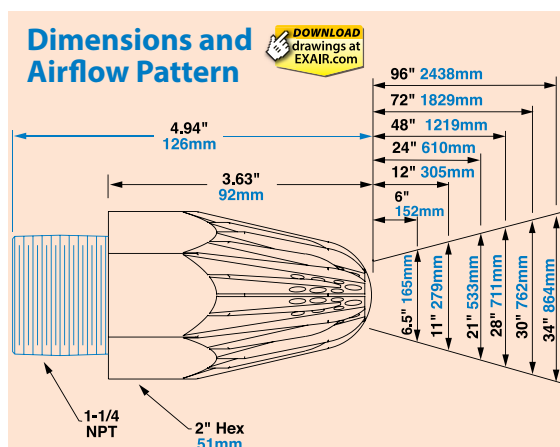 Dimensions and
Airflow Pattern
DOWNLOAD
drawings at
EXAIR.com
96" 2438mm
72" 1829mm
48" 1219mm
24" 610mm
12" 305mm
6"
152mm
4.94"
126mm
3.63"
92mm
6.5" 165mm
11" 279mm
21" 533mm
28" 711mm
30" 762mm
34" 864mm
1-1/4
NPT
2" Hex
51mm